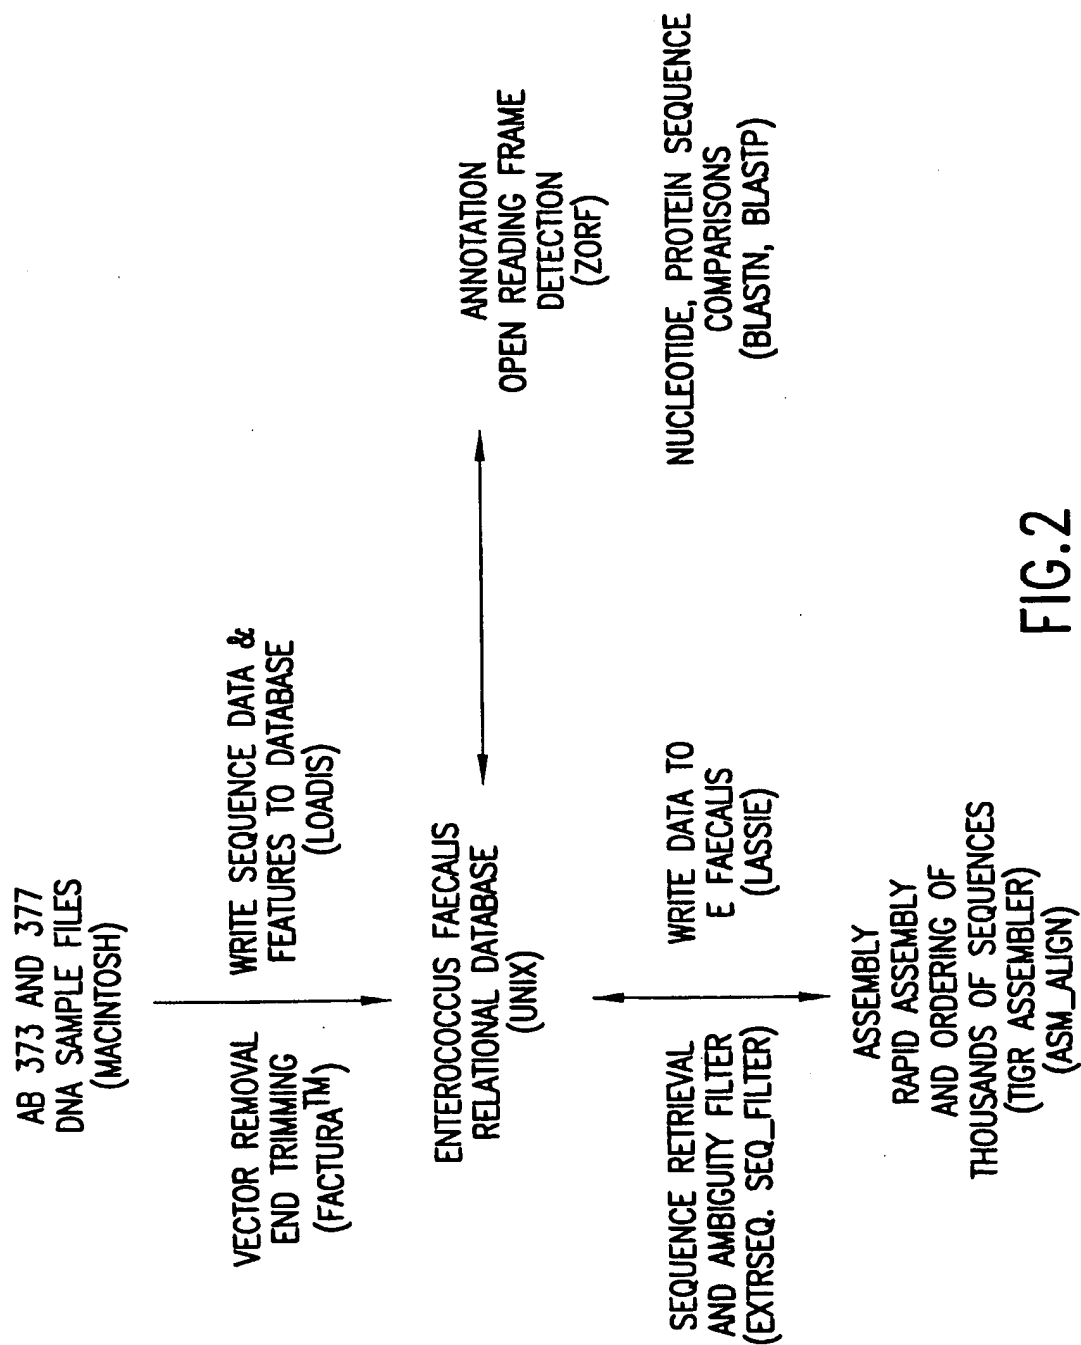 AB 373 AND 377
DNA SAMPLE FILES
(MACINTOSH)
VECTOR REMOVAL
END TRIMMING
(FACTURA™)
WRITE SEQUENCE DATA &
FEATURES TO DATABASE
(LOADIS)
ENTEROCOCCUS FAECALIS
RELATIONAL DATABASE
(UNIX)
ANNOTATION
OPEN READING FRAME
DETECTION
(ZORF)
NUCLEOTIDE, PROTEIN SEQUENCE
COMPARISONS
(BLASTN, BLASTP)
SEQUENCE RETRIEVAL
AND AMBIGUITY FILTER
(EXTRSEQ. SEQ_FILTER)
WRITE DATA TO
E FAECALIS
(LASSIE)
ASSEMBLY
RAPID ASSEMBLY
AND ORDERING OF
THOUSANDS OF SEQUENCES
(TIGR ASSEMBLER)
(ASM_ALIGN)
FIG.2